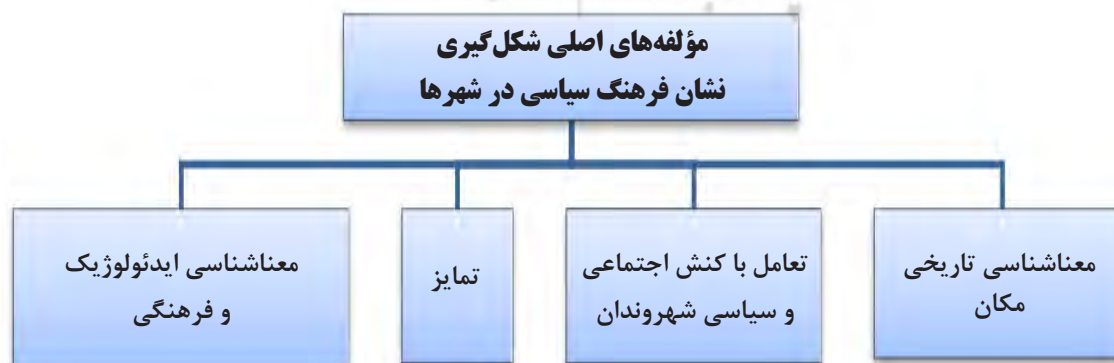 مؤلفه‌های اصلی شکل‌گیری
نشان فرهنگ سیاسی در شهرها
معناشناسی تاریخی
مکان
تعامل با کنش اجتماعی
و سیاسی شهروندان
تمایز
معناشناسی ایدئولوژیک
و فرهنگی